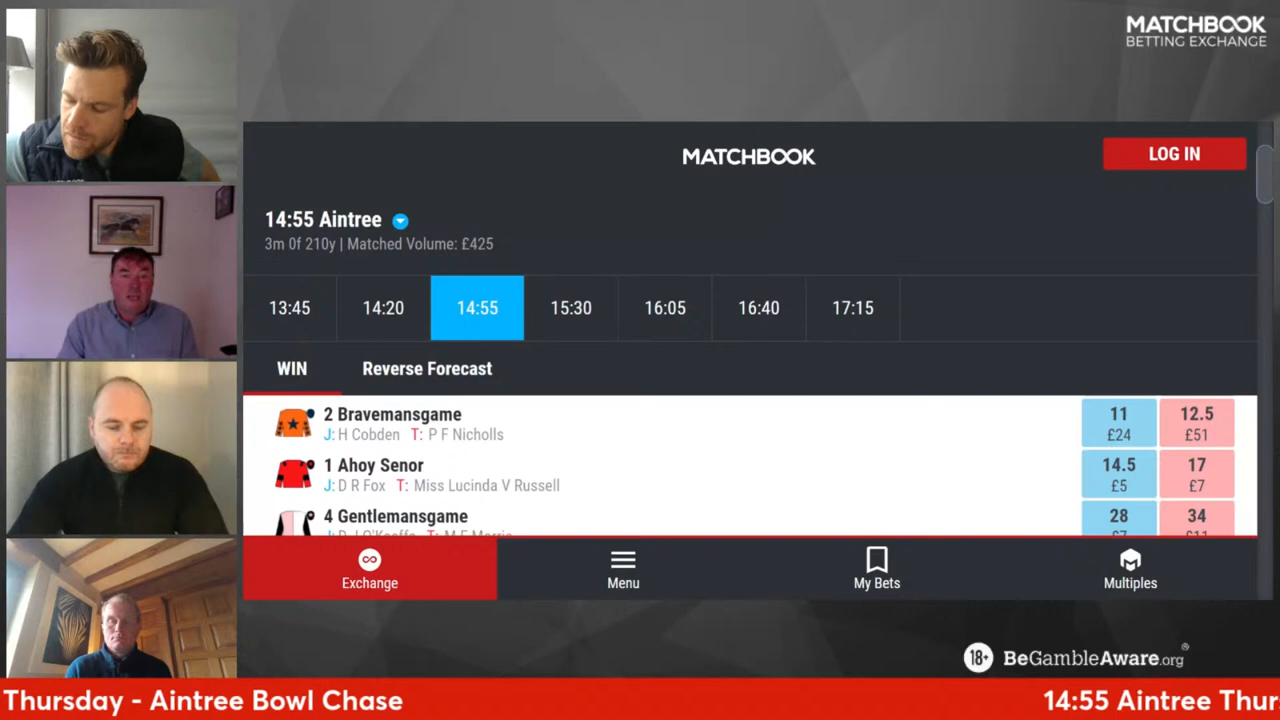 MATCHBOOK
BETTING EXCHANGE
MATCHBOOK
LOG IN
14:55 Aintree
3m 0f 210y | Matched Volume: £425
13:45 14:20 14:55 15:30 16:05 16:40 17:15
WIN Reverse Forecast
2 Bravemansgame 11 12.5
J: H Cobden T: P F Nicholls £24 £51
1 Ahoy Senor 14.5 17
J: D R Fox T: Miss Lucinda V Russell £5 £7
4 Gentlemansgame 28 34
Exchange Menu My Bets Multiples
18+ BeGambleAware.org®
Thursday - Aintree Bowl Chase 14:55 Aintree Thur